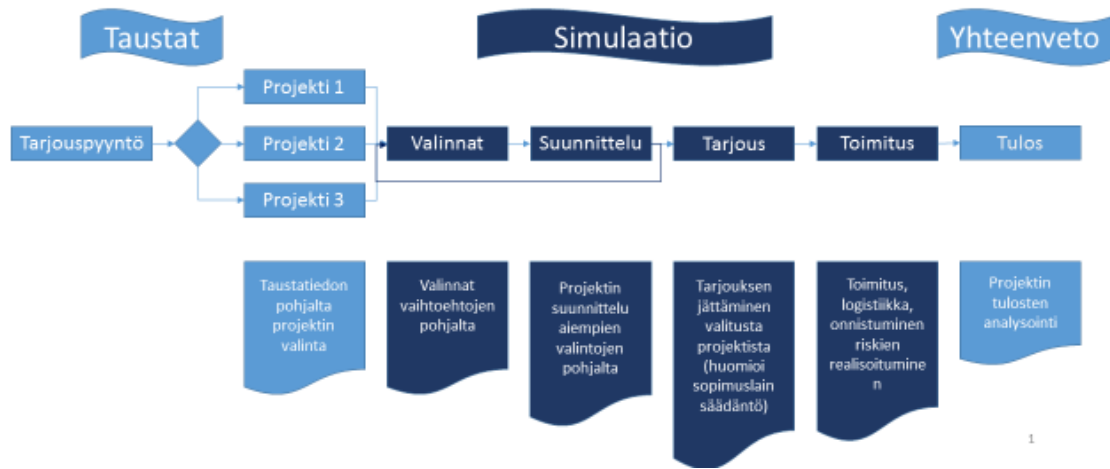 Taustat
Simulaatio
Yhteenveto
Projekti 1
Tarjouspyyntö
Projekti 2
Valinnat
Suunnittelu
Tarjous
Toimitus
Tulos
Projekti 3
Taustatiedon
pohjalta
projektin
valinta
Valinnat
vaihtoehtojen
pohjalta
Projektin
suunnittelu
aiempien
valintojen
pohjalta
Tarjouksen
jättäminen
valitusta
projektista
(huomioi
sopimuslain
säädäntö)
Toimitus,
logistiikka,
onnistuminen
riskien
realisoitumine
n
Projektin
tulosten
analysointi
1